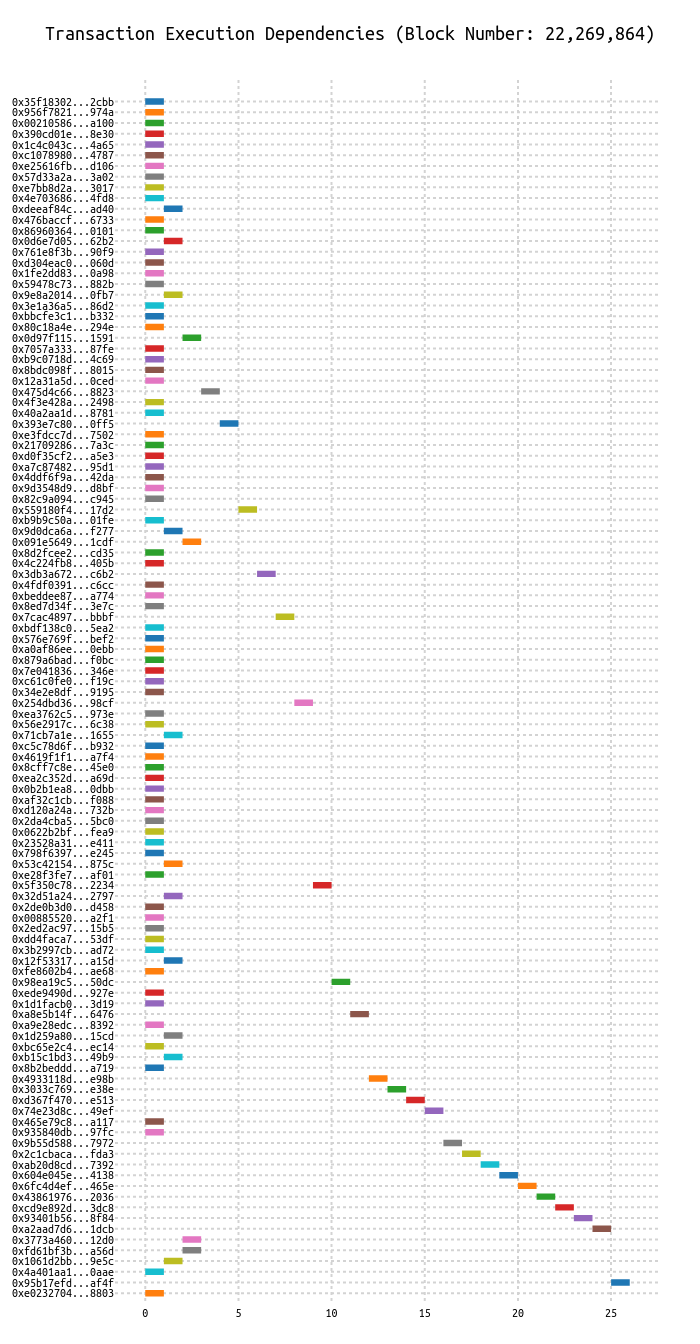 Transaction Execution Dependencies (Block Number: 22,269,864)
0x35f18302...2cbb
0x956f7821...974a
0x00210586...a100
0x390cd01e...8e30
0x1c4c043c...4a65
0xc1078980...4787
0xe25616fb...d106
0x57d33a2a...3a02
0xe7bb8d2a...3017
0x4e703686...4fd8
0xdeeaf84c...ad40
0x476baccf...6733
0x86960364...0101
0x0d6e7d05...62b2
0x761e8f3b...90f9
0xd304eac0...060d
0x1fe2dd83...0a98
0x59478c73...882b
0x9e8a2014...0fb7
0x3e1a36a5...86d2
0xbbcfe3c1...b332
0x80c18a4e...294e
0x0d97f115...1591
0x7057a333...87fe
0xb9c0718d...4c69
0x8bdc098f...8015
0x12a31a5d...0ced
0x475d4c66...8823
0x4f3e428a...2498
0x40a2aa1d...8781
0x393e7c80...0ff5
0xe3fdcc7d...7502
0x21709286...7a3c
0xd0f35cf2...a5e3
0xa7c87482...95d1
0x4ddf6f9a...42da
0x9d3548d9...d8bf
0x82c9a094...c945
0x559180f4...17d2
0xb9b9c50a...01fe
0x9d0dca6a...f277
0x091e5649...1cdf
0x8d2fcee2...cd35
0x4c224fb8...405b
0x3db3a672...c6b2
0x4fdf0391...c6cc
0xbeddee87...a774
0x8ed7d34f...3e7c
0x7cac4897...bbbf
0xbdf138c0...5ea2
0x576e769f...bef2
0xa0af86ee...0ebb
0x879a6bad...f0bc
0x7e041836...346e
0xc61c0fe0...f19c
0x34e2e8df...9195
0x254dbd36...98cf
0xea3762c5...973e
0x56e2917c...6c38
0x71cb7a1e...1655
0xc5c78d6f...b932
0x4619f1f1...a7f4
0x8cff7c8e...45e0
0xea2c352d...a69d
0x0b2b1ea8...0dbb
0xaf32c1cb...f088
0xd120a24a...732b
0x2da4cba5...5bc0
0x0622b2bf...fea9
0x23528a31...e411
0x798f6397...e245
0x53c42154...875c
0xe28f3fe7...af01
0x5f350c78...2234
0x32d51a24...2797
0x2de0b3d0...d458
0x00885520...a2f1
0x2ed2ac97...15b5
0xdd4faca7...53df
0x3b2997cb...ad72
0x12f53317...a15d
0xfe8602b4...ae68
0x98ea19c5...50dc
0xede9490d...927e
0x1d1facb0...3d19
0xa8e5b14f...6476
0xa9e28edc...8392
0x1d259a80...15cd
0xbc65e2c4...ec14
0xb15c1bd3...49b9
0x8b2beddd...a719
0x4933118d...e98b
0x3033c769...e38e
0xd367f470...e513
0x74e23d8c...49ef
0x465e79c8...a117
0x935840db...97fc
0x9b55d588...7972
0x2c1cbaca...fda3
0xab20d8cd...7392
0x604e045e...4138
0x6fc4d4ef...465e
0x43861976...2036
0xcd9e892d...3dc8
0x93401b56...8f84
0xa2aad7d6...1dcb
0x3773a460...12d0
0xfd61bf3b...a56d
0x1061d2bb...9e5c
0x4a401aa1...0aae
0x95b17efd...af4f
0xe0232704...8803
0 5 10 15 20 25